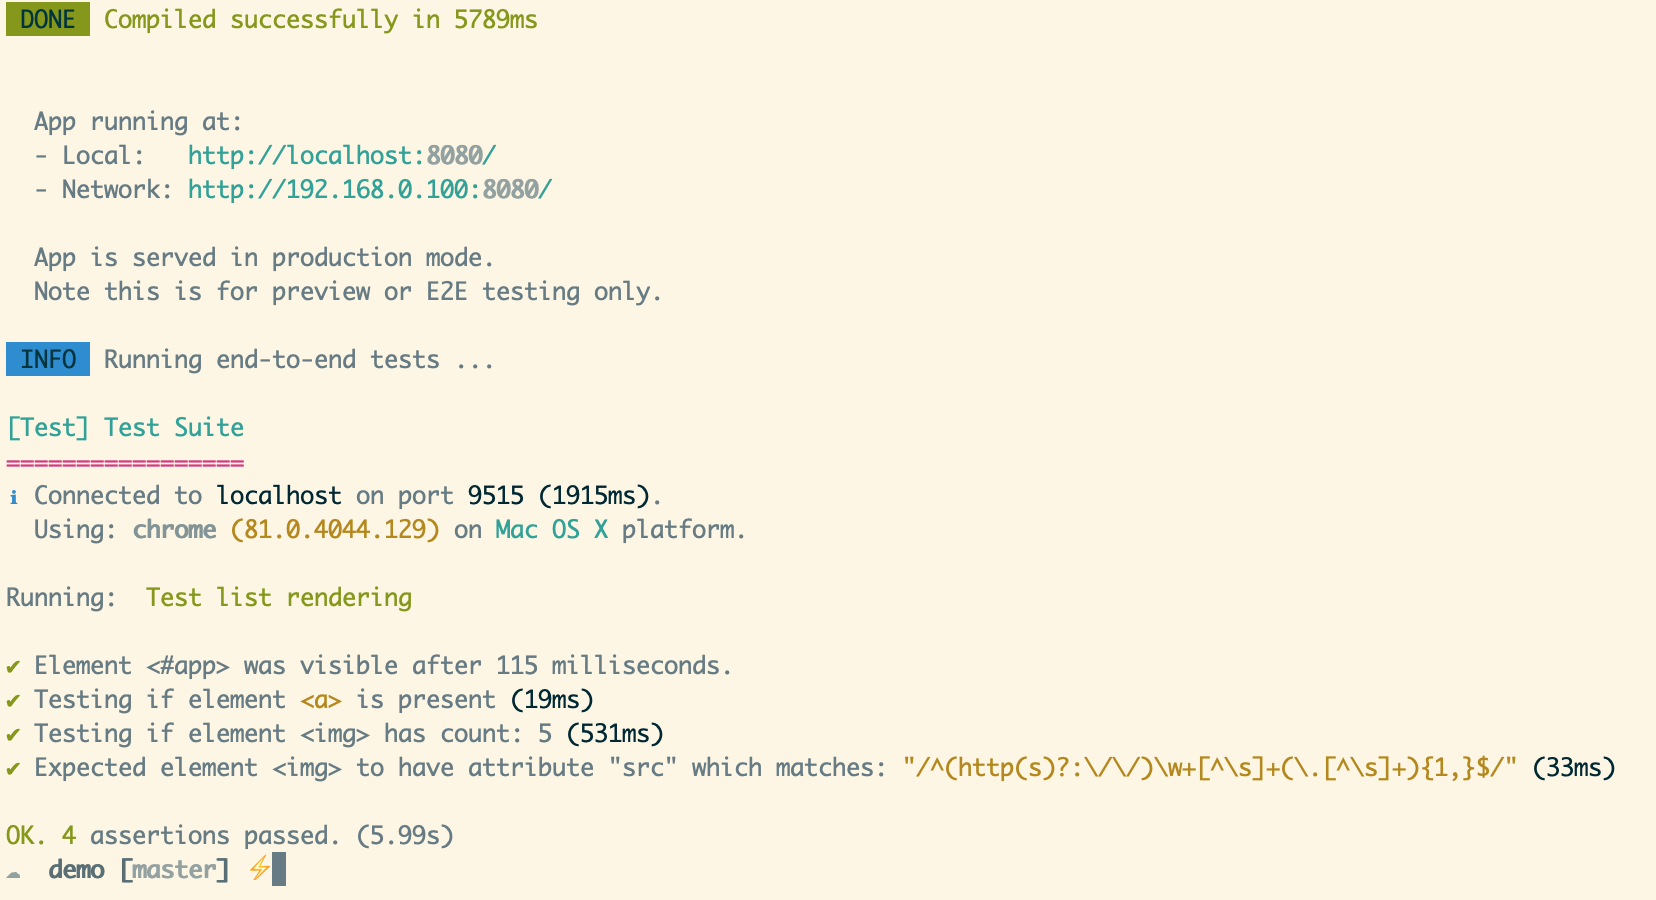 DONE Compiled successfully in 5789ms
App running at:
- Local: http://localhost:8080/
- Network: http://192.168.0.100:8080/
App is served in production mode.
Note this is for preview or E2E testing only.
INFO Running end-to-end tests ...
[Test] Test Suite
=================
ℹ Connected to localhost on port 9515 (1915ms).
Using: chrome (81.0.4044.129) on Mac OS X platform.
Running: Test list rendering
✔ Element <#app> was visible after 115 milliseconds.
✔ Testing if element <a> is present (19ms)
✔ Testing if element <img> has count: 5 (531ms)
✔ Expected element <img> to have attribute "src" which matches: "/^(http(s)?:\/\/)\w+[^\s]+(\.[^\s]+){1,}$/" (33ms)
OK. 4 assertions passed. (5.99s)
☁ demo [master] ⚡